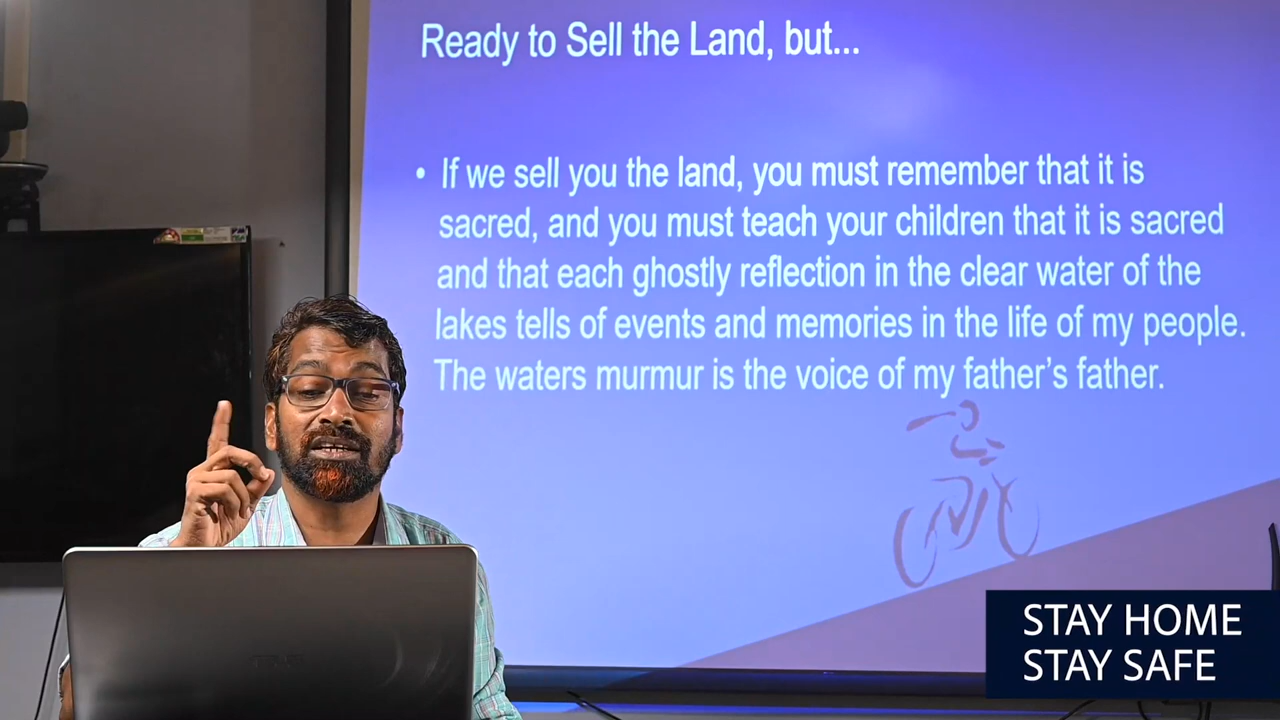 Ready to Sell the Land, but...
• If we sell you the land, you must remember that it is
sacred, and you must teach your children that it is sacred
and that each ghostly reflection in the clear water of the
lakes tells of events and memories in the life of my people.
The waters murmur is the voice of my father's father.
STAY HOME
STAY SAFE